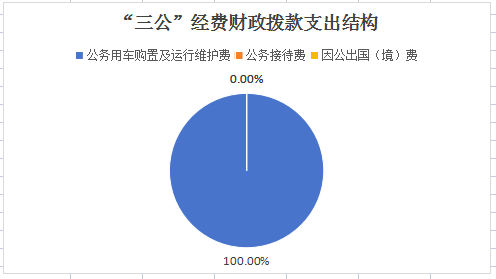 “三公”经费财政拨款支出结构
公务用车购置及运行维护费 公务接待费 因公出国（境）费
0.00%
100.00%